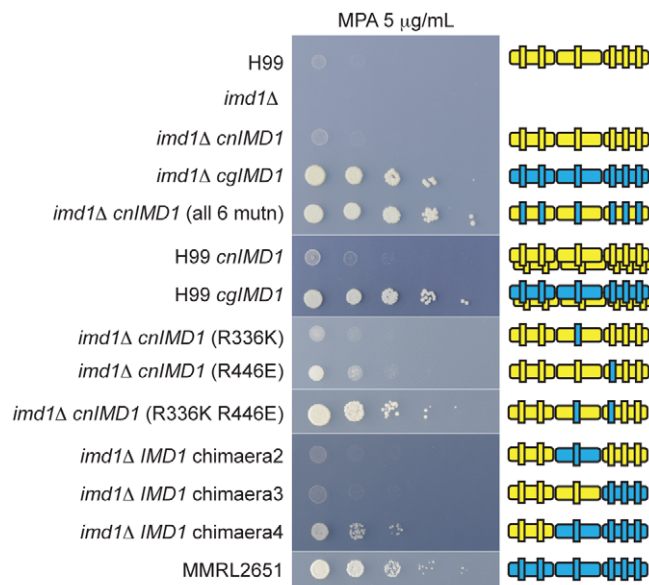 MPA 5 µg/mL
H99
imd1Δ
imd1Δ cnIMD1
imd1Δ cgIMD1
imd1Δ cnIMD1 (all 6 mutn)
H99 cnIMD1
H99 cgIMD1
imd1Δ cnIMD1 (R336K)
imd1Δ cnIMD1 (R446E)
imd1Δ cnIMD1 (R336K R446E)
imd1Δ IMD1 chimaera2
imd1Δ IMD1 chimaera3
imd1Δ IMD1 chimaera4
MMRL2651